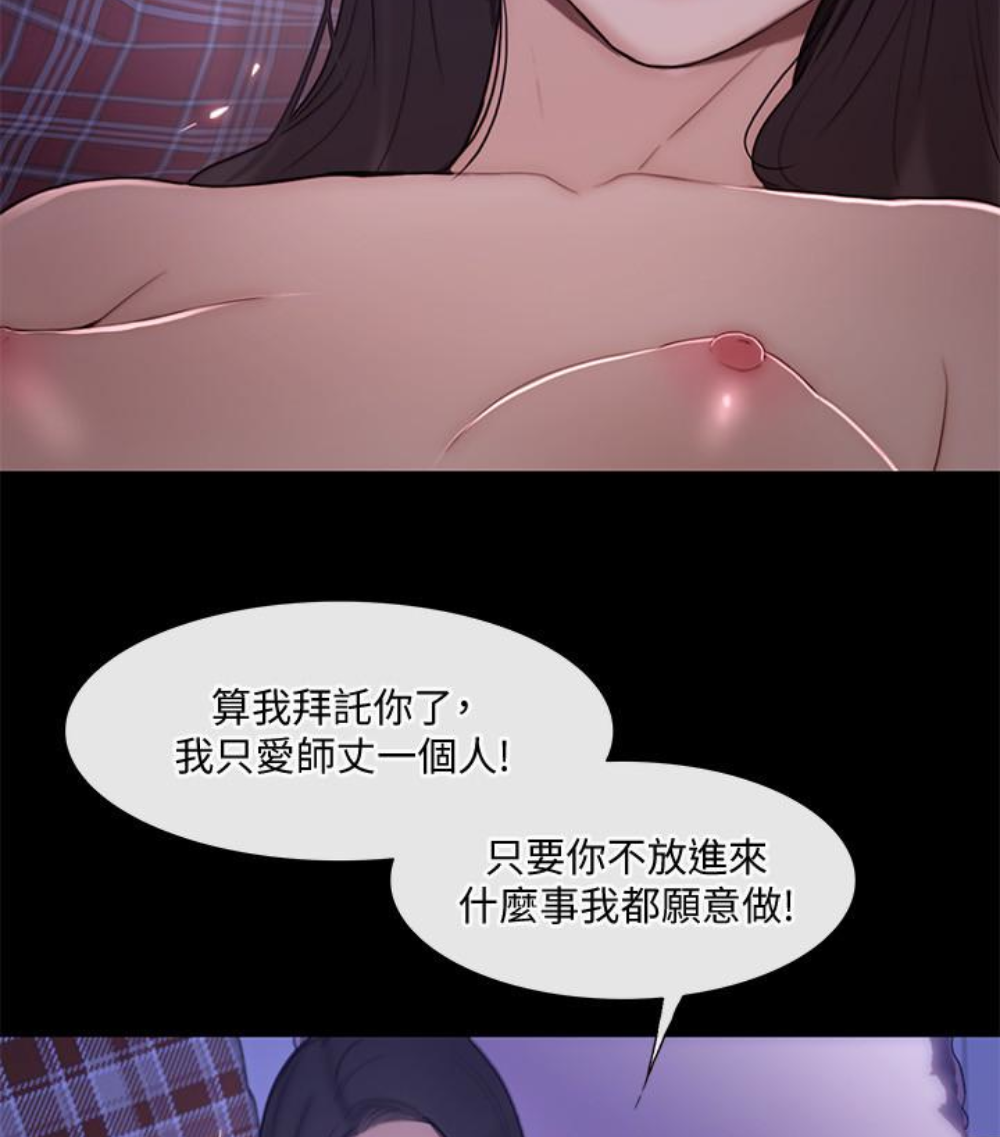 算我拜託你了，
我只愛師丈一個人!
只要你不放進來
什麼事我都願意做!